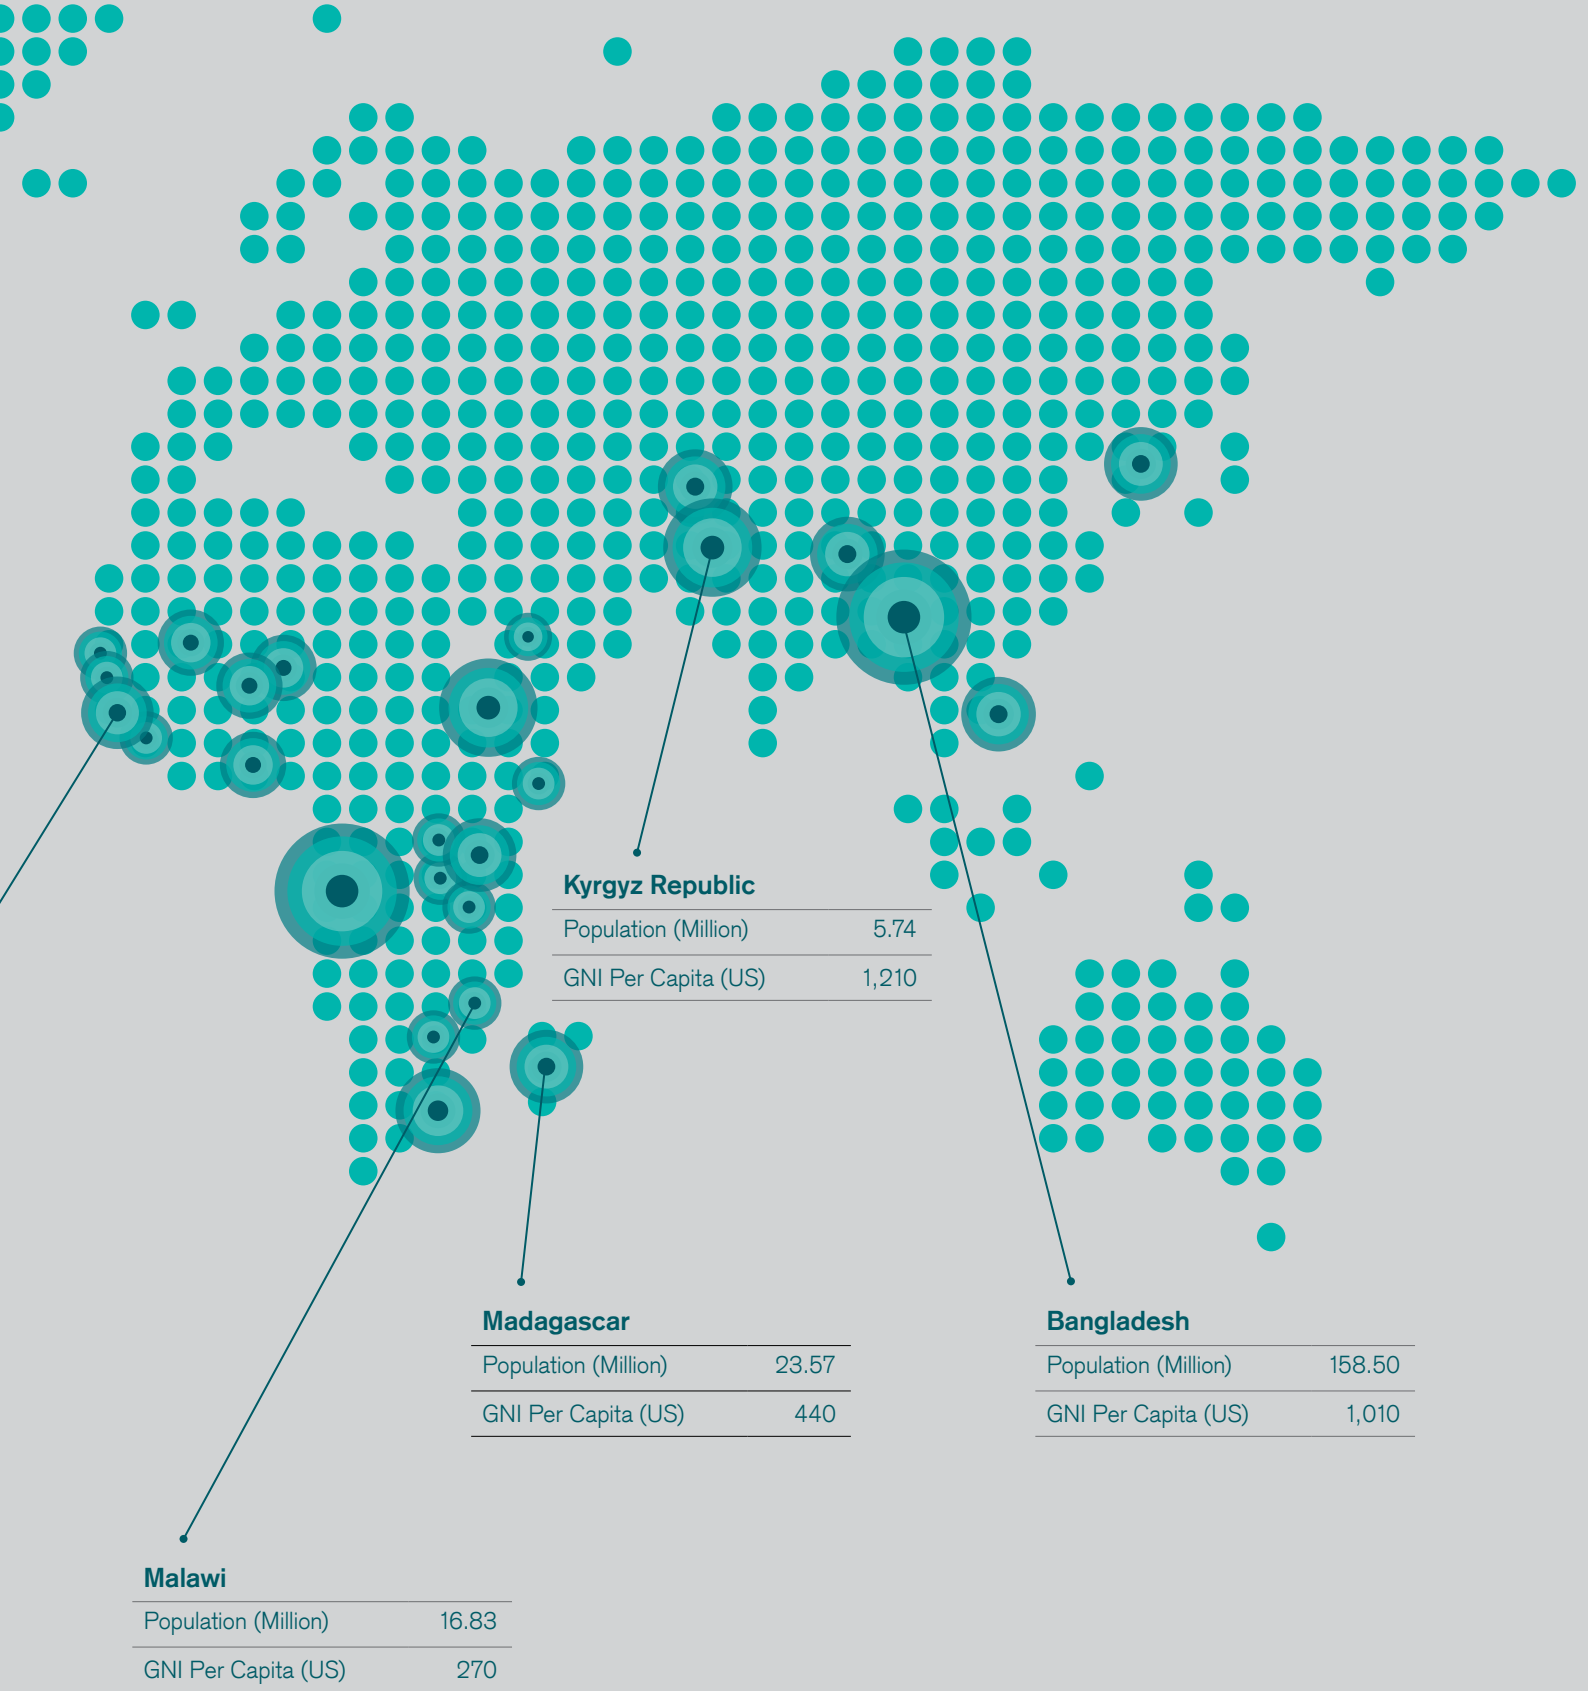 Kyrgyz Republic
Population (Million) 5.74
GNI Per Capita (US) 1,210
Madagascar
Population (Million) 23.57
GNI Per Capita (US) 440
Bangladesh
Population (Million) 158.50
GNI Per Capita (US) 1,010
Malawi
Population (Million) 16.83
GNI Per Capita (US) 270